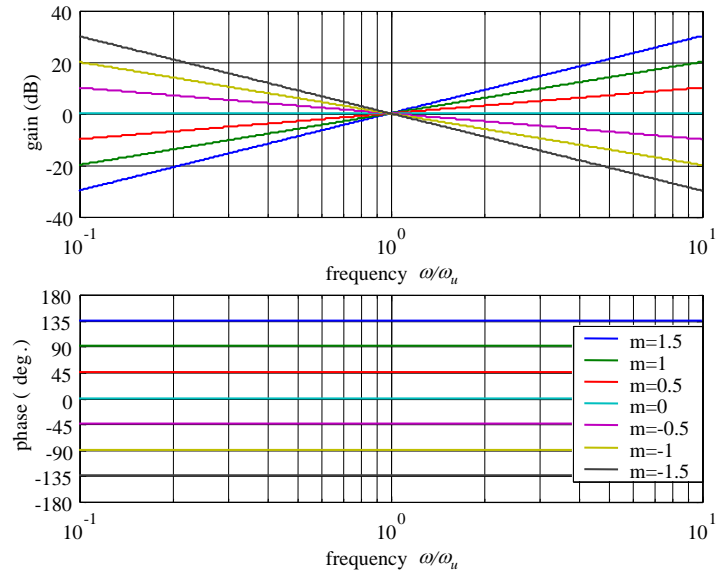 40
20
0
-20
-40
gain (dB)
10^-1
10^0
10^1
frequency ω/ω_u
180
135
90
45
0
-45
-90
-135
-180
phase ( deg.)
m=1.5
m=1
m=0.5
m=0
m=-0.5
m=-1
m=-1.5
10^-1
10^0
10^1
frequency ω/ω_u